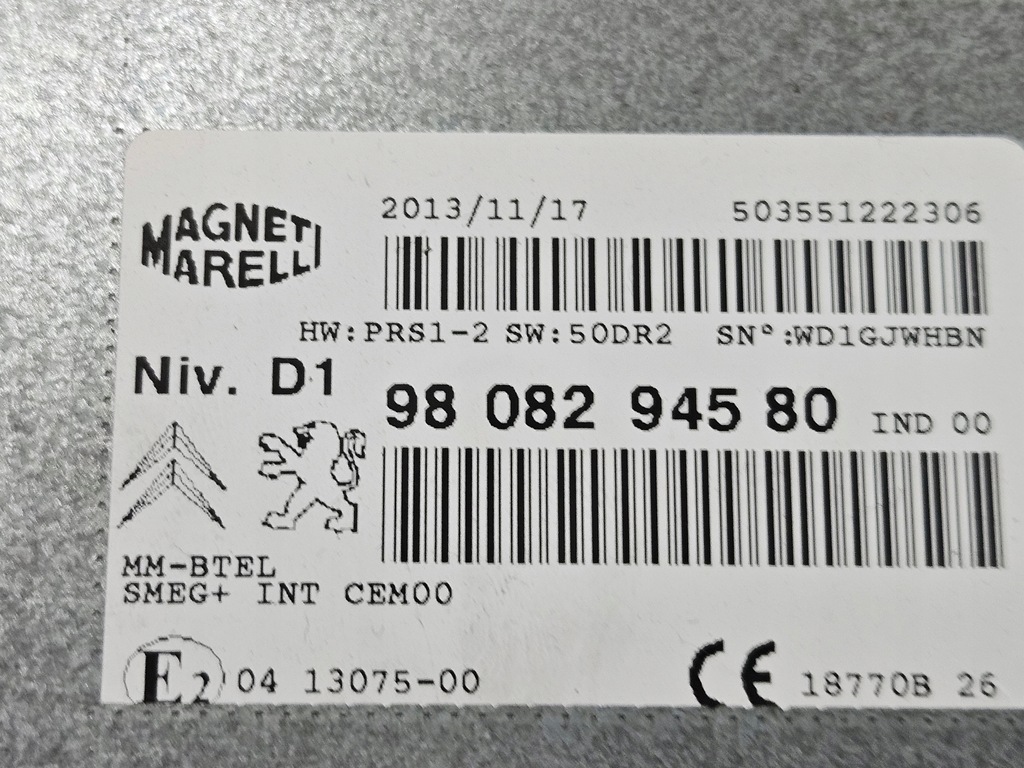 MAGNETI
MARELLI
2013/11/17 503551222306
HW:PRS1-2 SW:50DR2 SN°:WD1GJWHBN
Niv. D1
98 082 945 80 IND 00
MM-BTEL
SMEG+ INT CEM00
E2 04 13075-00 CE 18770B 26